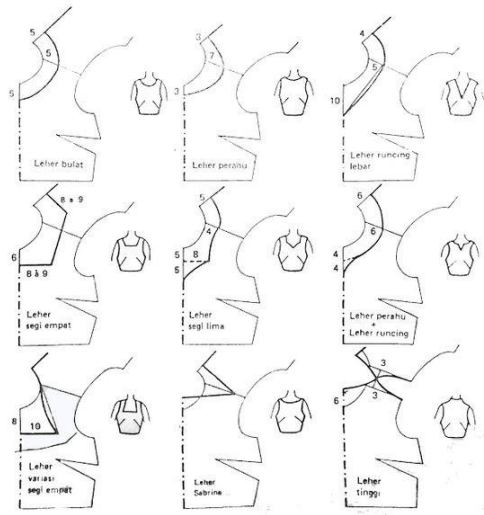 5
5
5
Leher bulat
3
7
3
Leher perahu
4
5
10
Leher runcing
lebar
8 a 9
6
8 à 9
Leher
segi empat
5
4
5
8
5
Leher
segi lima
6
6
4
4
Leher perahu
+
Leher runcing
8
10
Leher
variasi
segi empat
Leher
Sabrina
3
3
6
Leher
tinggi